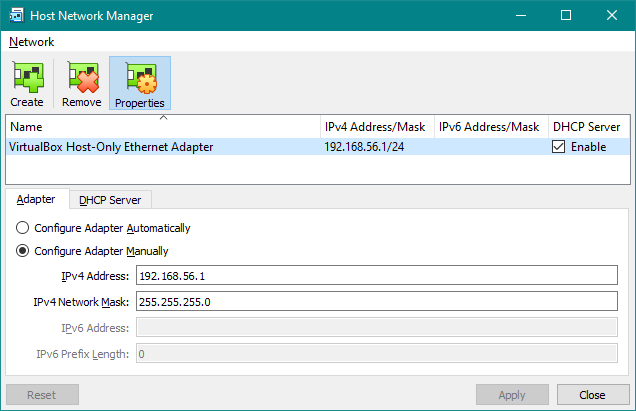 Host Network Manager
Network
Create Remove Properties
Name IPv4 Address/Mask IPv6 Address/Mask DHCP Server
VirtualBox Host-Only Ethernet Adapter 192.168.56.1/24 Enable
Adapter DHCP Server
Configure Adapter Automatically
Configure Adapter Manually
IPv4 Address: 192.168.56.1
IPv4 Network Mask: 255.255.255.0
IPv6 Address:
IPv6 Prefix Length: 0
Reset Apply Close